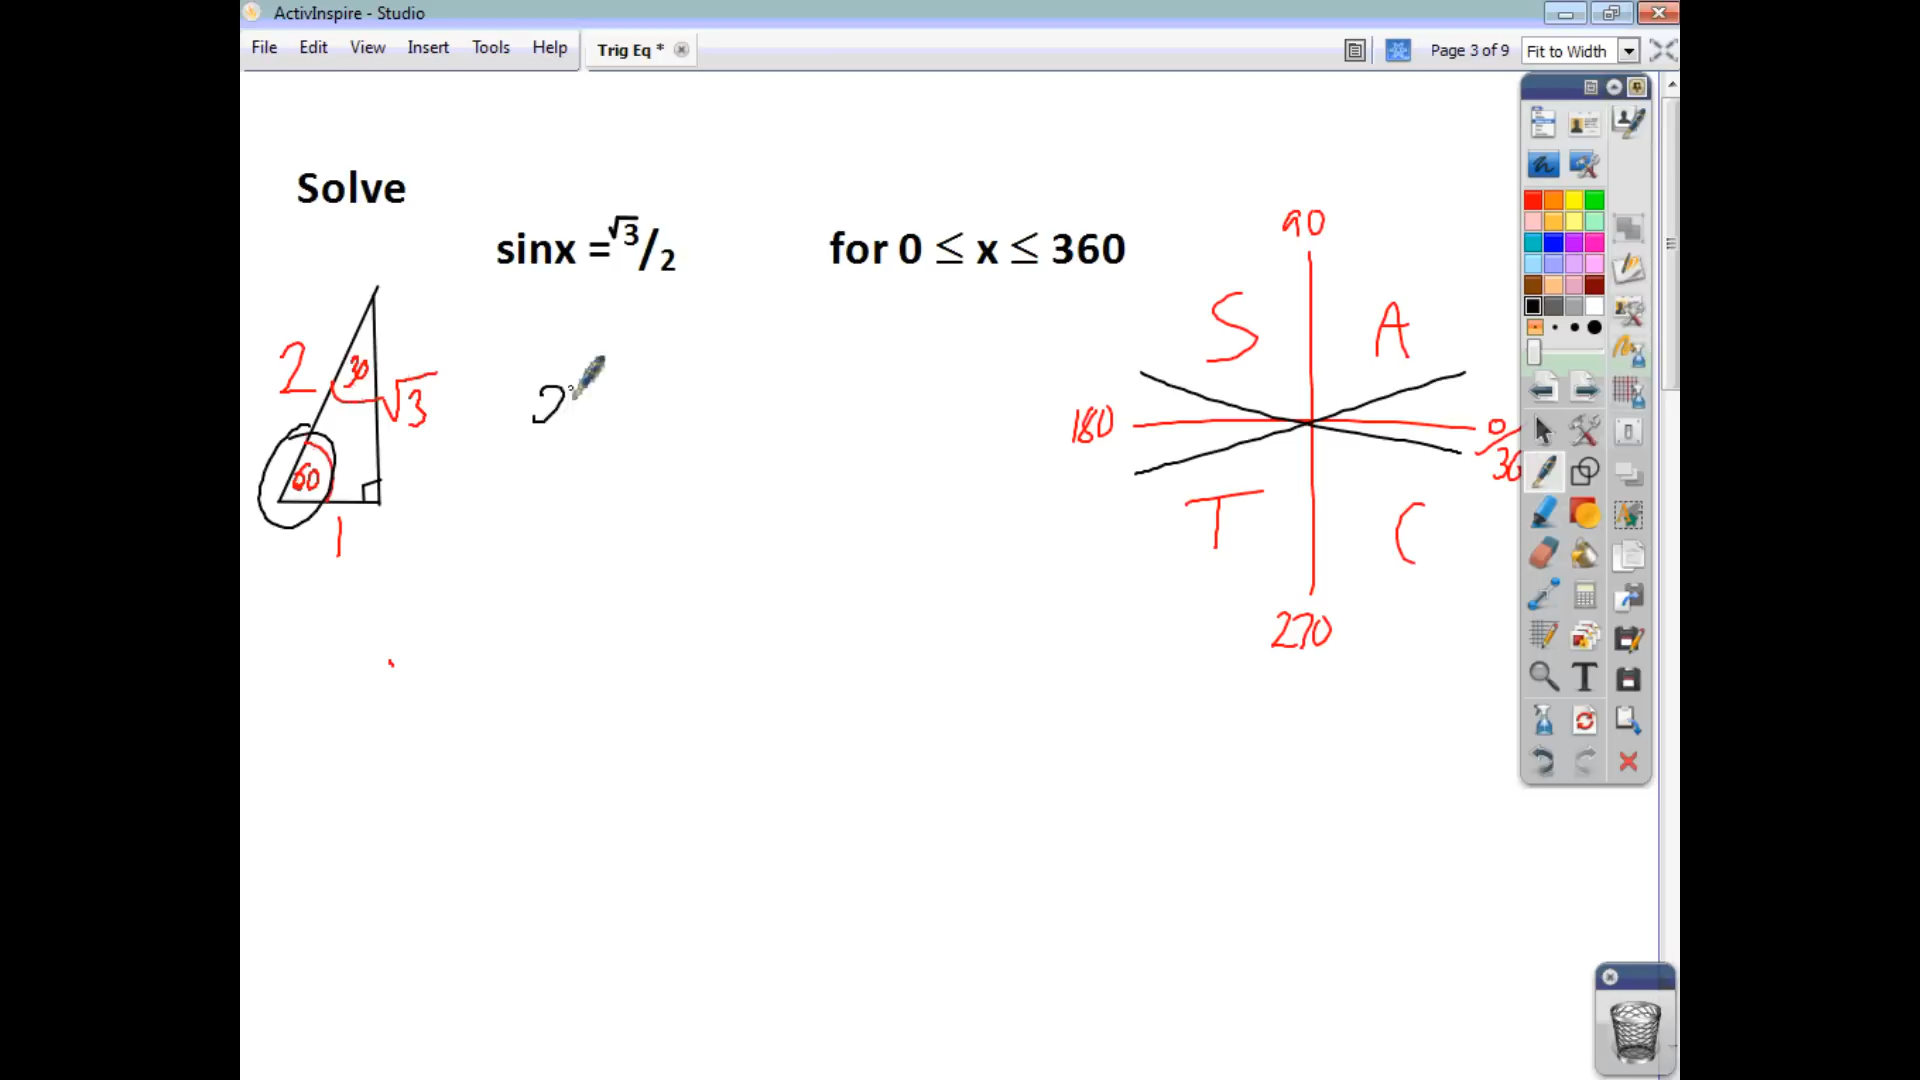 ActivInspire - Studio
File Edit View Insert Tools Help
Trig Eq *
Page 3 of 9
Fit to Width
Solve
sinx = √3/2 for 0 ≤ x ≤ 360
90
S A
2 30 √3
180 0/
60
T C
1
270